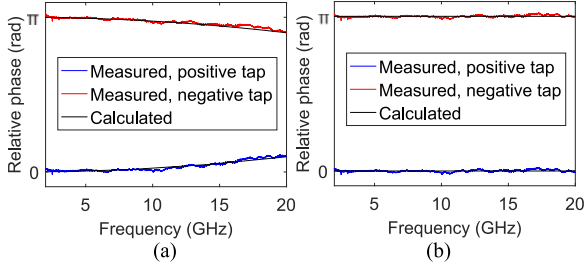 Relative phase (rad)
π
0
Measured, positive tap
Measured, negative tap
Calculated
5 10 15 20
Frequency (GHz)
(a)
Relative phase (rad)
π
0
Measured, positive tap
Measured, negative tap
Calculated
5 10 15 20
Frequency (GHz)
(b)